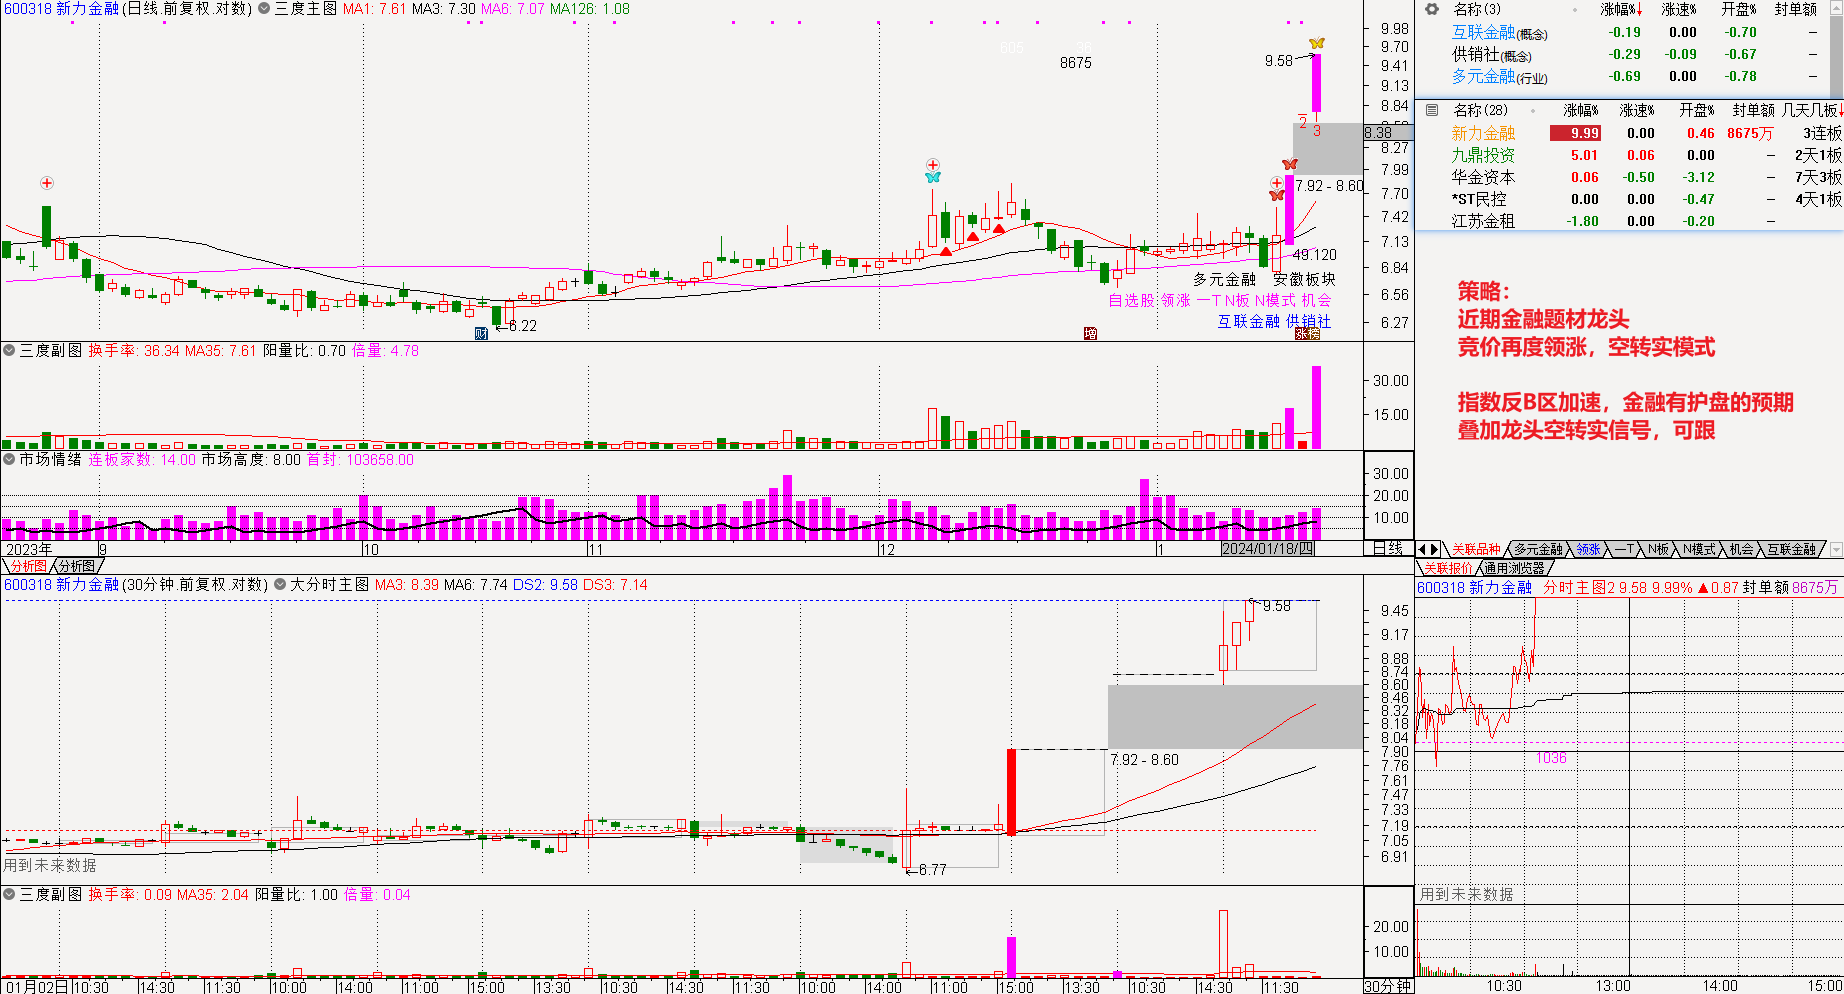 600318 新力金融(日线.前复权.对数) 三度主图 MA1: 7.61 MA3: 7.30 MA6: 7.07 MA126: 1.08
605 36
8675
9.58
2
3
7.92 - 8.60
49.120
多元金融 安徽板块
自选股 领涨 一T N板 N模式 机会
互联金融 供销社
6.22
财
增
涨榜
9.98
9.70
9.41
9.13
8.84
8.38
8.27
7.99
7.70
7.42
7.13
6.84
6.56
6.27
三度副图 换手率: 36.34 MA35: 7.61 阳量比: 0.70 倍量: 4.78
30.00
15.00
市场情绪 连板家数: 14.00 市场高度: 8.00 首封: 103658.00
30.00
20.00
10.00
2023年 9 10 11 12 1 2024/01/18/四 日线
分析图 分析图
600318 新力金融(30分钟.前复权.对数) 大分时主图 MA3: 8.39 MA6: 7.74 DS2: 9.58 DS3: 7.14
9.58
7.92 - 8.60
6.77
用到未来数据
9.45
9.17
8.88
8.74
8.60
8.46
8.32
8.18
8.04
7.90
7.76
7.61
7.47
7.33
7.19
7.05
6.91
三度副图 换手率: 0.09 MA35: 2.04 阳量比: 1.00 倍量: 0.04
20.00
10.00
01月02日 10:30 14:30 11:30 10:00 14:00 11:00 15:00 13:30 10:30 14:30 11:30 10:00 14:00 11:00 15:00 13:30 10:30 14:30 11:30 30分钟
名称(3) 涨幅%↓ 涨速% 开盘% 封单额
互联金融(概念) -0.19 0.00 -0.70 —
供销社(概念) -0.29 -0.09 -0.67 —
多元金融(行业) -0.69 0.00 -0.78 —
名称(28) 涨幅% 涨速% 开盘% 封单额 几天几板↓
新力金融 9.99 0.00 0.46 8675万 3连板
九鼎投资 5.01 0.06 0.00 — 2天1板
华金资本 0.06 -0.50 -3.12 — 7天3板
*ST民控 0.00 0.00 -0.47 — 4天1板
江苏金租 -1.80 0.00 -0.20 —
策略：
近期金融题材龙头
竞价再度领涨，空转实模式
指数反B区加速，金融有护盘的预期
叠加龙头空转实信号，可跟
关联品种 多元金融 领涨 一T N板 N模式 机会 互联金融
关联报价 通用浏览器
600318 新力金融 分时主图2 9.58 9.99% ▲0.87 封单额8675万
1036
用到未来数据
10:30 13:00 14:00 15:00